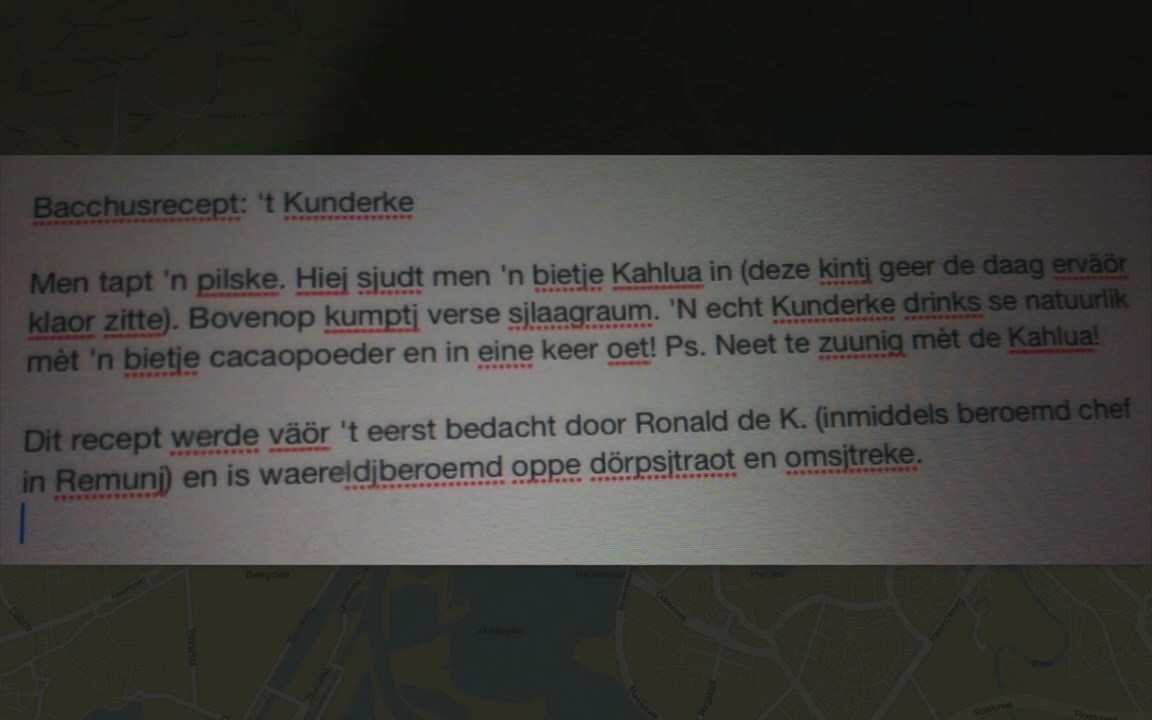 Bacchusrecept: 't Kunderke
Men tapt 'n pilske. Hiej sjudt men 'n bietje Kahlua in (deze kintj geer de daag erväör
klaor zitte). Bovenop kumptj verse sjlaagraum. 'N echt Kunderke drinks se natuurlik
mèt 'n bietje cacaopoeder en in eine keer oet! Ps. Neet te zuunig mèt de Kahlua!
Dit recept werde väör 't eerst bedacht door Ronald de K. (inmiddels beroemd chef
in Remunj) en is waereldjberoemd oppe dörpsjtraot en omsjtreke.
Beegden
Herten